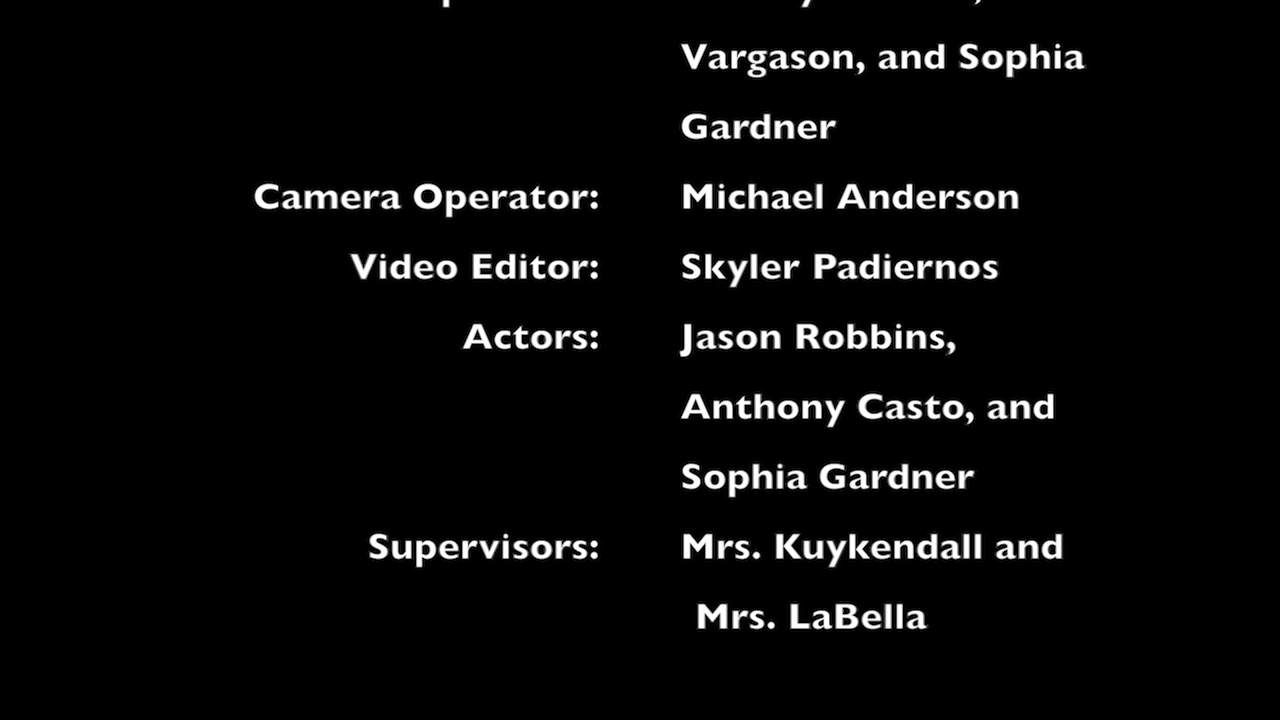 Vargason, and Sophia
Gardner
Camera Operator: Michael Anderson
Video Editor: Skyler Padiernos
Actors: Jason Robbins,
Anthony Casto, and
Sophia Gardner
Supervisors: Mrs. Kuykendall and
Mrs. LaBella